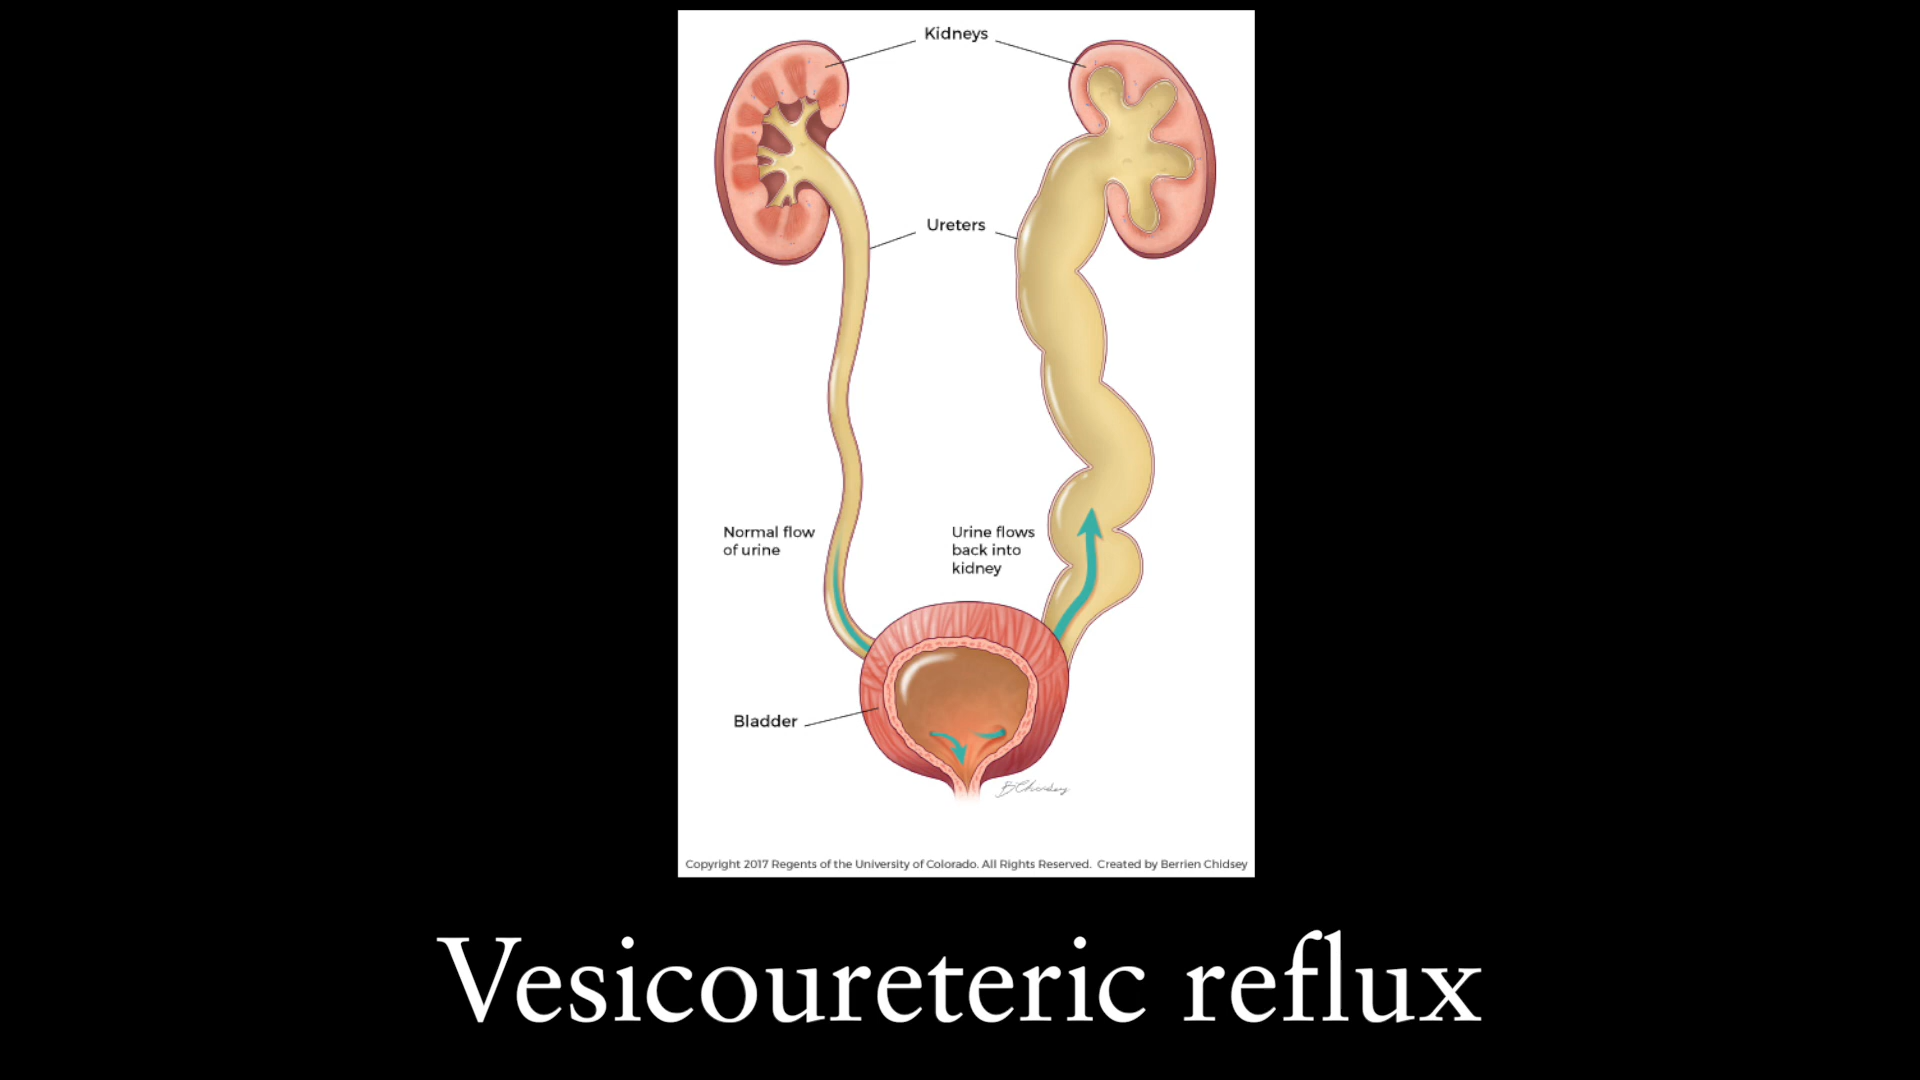 Kidneys
Ureters
Normal flow
of urine
Urine flows
back into
kidney
Bladder
BChidsey
Copyright 2017 Regents of the University of Colorado. All Rights Reserved. Created by Berrien Chidsey
Vesicoureteric reflux